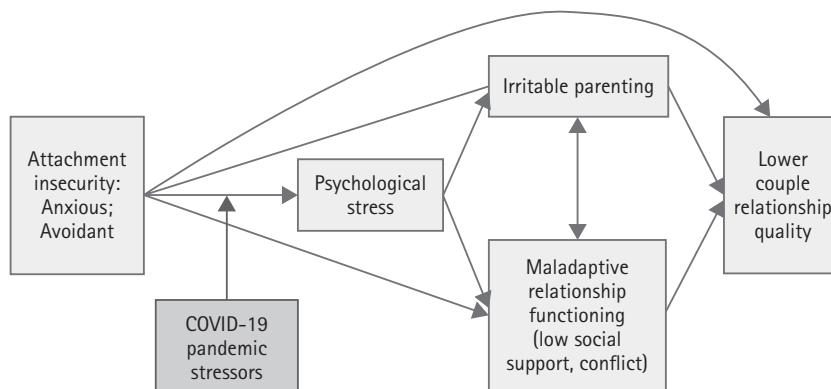 Attachment
insecurity:
Anxious;
Avoidant
COVID-19
pandemic
stressors
Psychological
stress
Irritable parenting
Maladaptive
relationship
functioning
(low social
support, conflict)
Lower
couple
relationship
quality